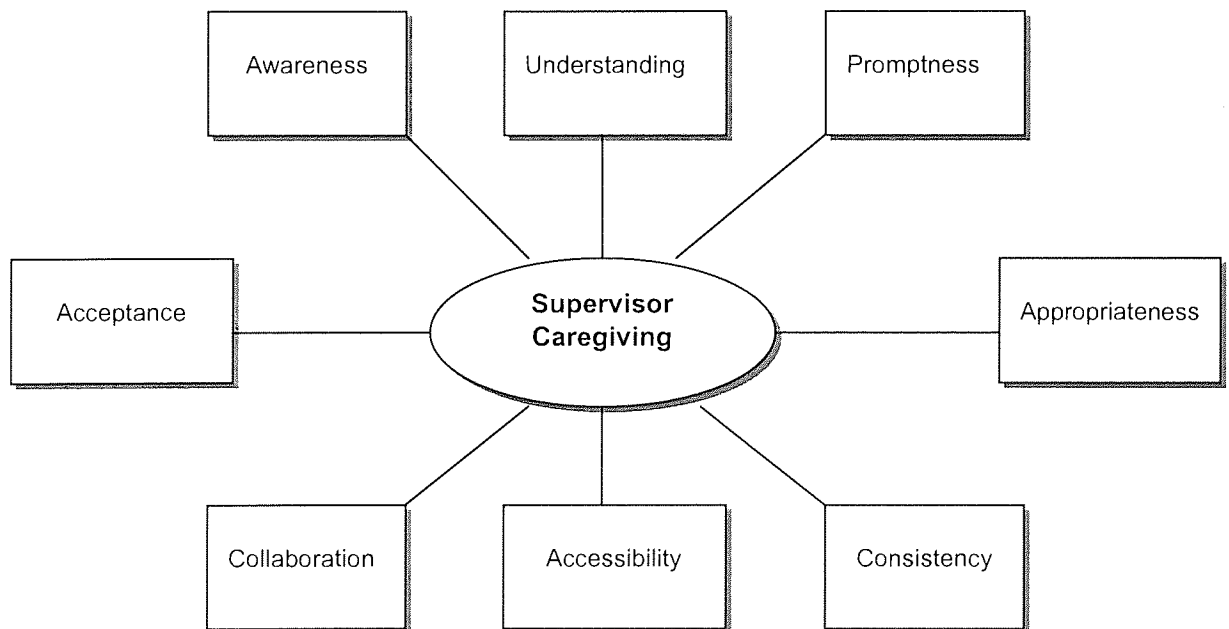 Awareness
Understanding
Promptness
Acceptance
Supervisor
Caregiving
Appropriateness
Collaboration
Accessibility
Consistency